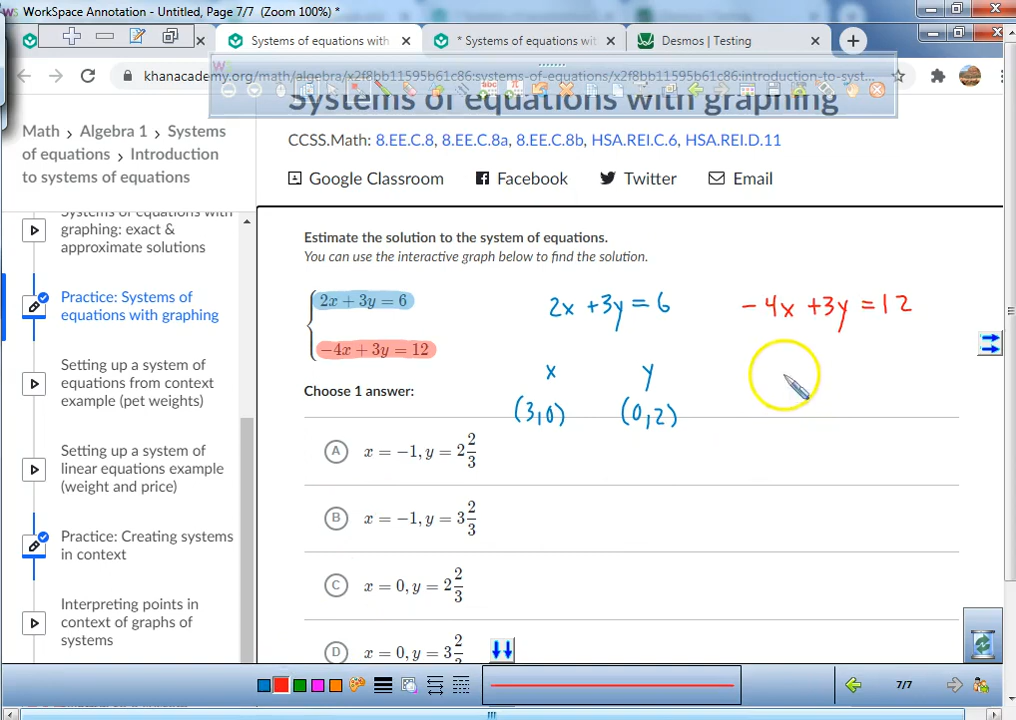 WorkSpace Annotation - Untitled, Page 7/7 (Zoom 100%) *
Systems of equations with
* Systems of equations wit
Desmos | Testing
khanacademy.org/math/algebra/x2f8bb11595b61c86:systems-of-equations/x2f8bb11595b61c86:introduction-to-syst...
Systems of equations with graphing
Math > Algebra 1 > Systems
of equations > Introduction
to systems of equations
CCSS.Math: 8.EE.C.8, 8.EE.C.8a, 8.EE.C.8b, HSA.REI.C.6, HSA.REI.D.11
Google Classroom Facebook Twitter Email
Systems of equations with
graphing: exact &
approximate solutions
Practice: Systems of
equations with graphing
Setting up a system of
equations from context
example (pet weights)
Setting up a system of
linear equations example
(weight and price)
Practice: Creating systems
in context
Interpreting points in
context of graphs of
systems
Estimate the solution to the system of equations.
You can use the interactive graph below to find the solution.
2x + 3y = 6
−4x + 3y = 12
2x + 3y = 6
-4x + 3y = 12
x y
(3,0) (0,2)
Choose 1 answer:
A x = −1, y = 2 2/3
B x = −1, y = 3 2/3
C x = 0, y = 2 2/3
D x = 0, y = 3 2/3
7/7